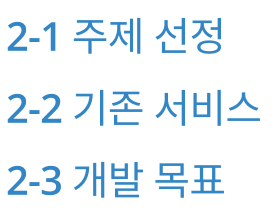 2-1 주제 선정
2-2 기존 서비스
2-3 개발 목표